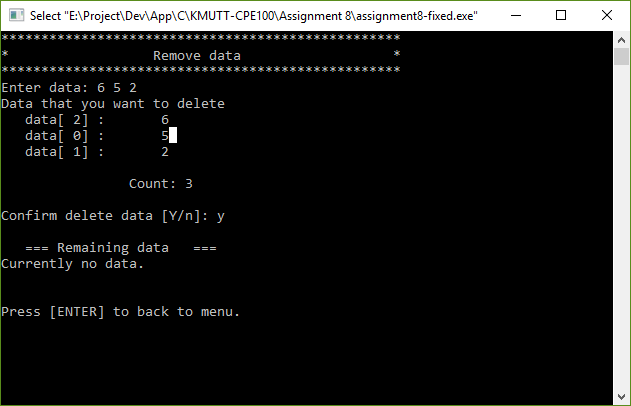 Select "E:\Project\Dev\App\C\KMUTT-CPE100\Assignment 8\assignment8-fixed.exe"
**************************************************
*                  Remove data                   *
**************************************************
Enter data: 6 5 2
Data that you want to delete
   data[ 2] :       6
   data[ 0] :       5
   data[ 1] :       2
                Count: 3
Confirm delete data [Y/n]: y
   === Remaining data   ===
Currently no data.
Press [ENTER] to back to menu.